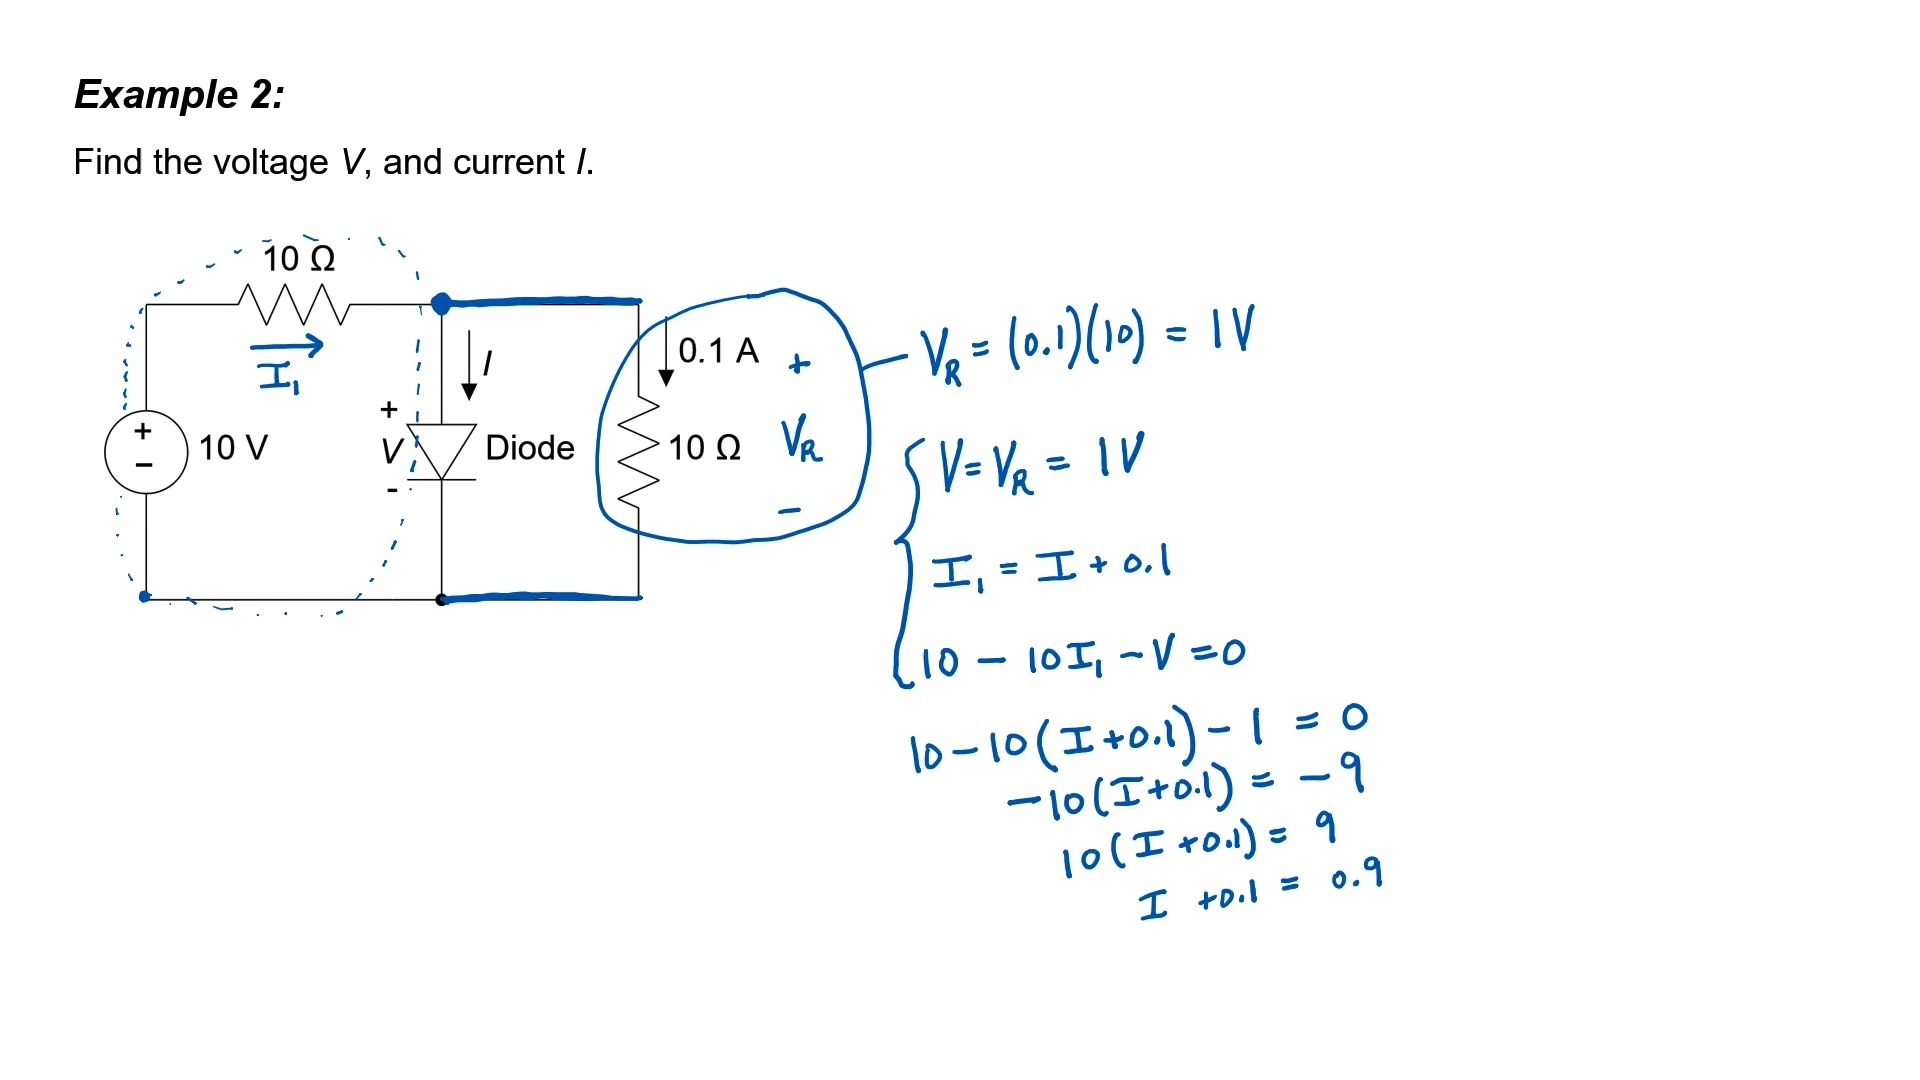 Example 2:
Find the voltage V, and current I.
10 Ω
I₁
+
−
10 V
I
+
V
-
Diode
0.1 A
10 Ω
+
V_R
−
V_R = (0.1)(10) = 1V
V = V_R = 1V
I₁ = I + 0.1
10 − 10I₁ − V = 0
10 − 10(I + 0.1) − 1 = 0
−10(I + 0.1) = −9
10(I + 0.1) = 9
I + 0.1 = 0.9